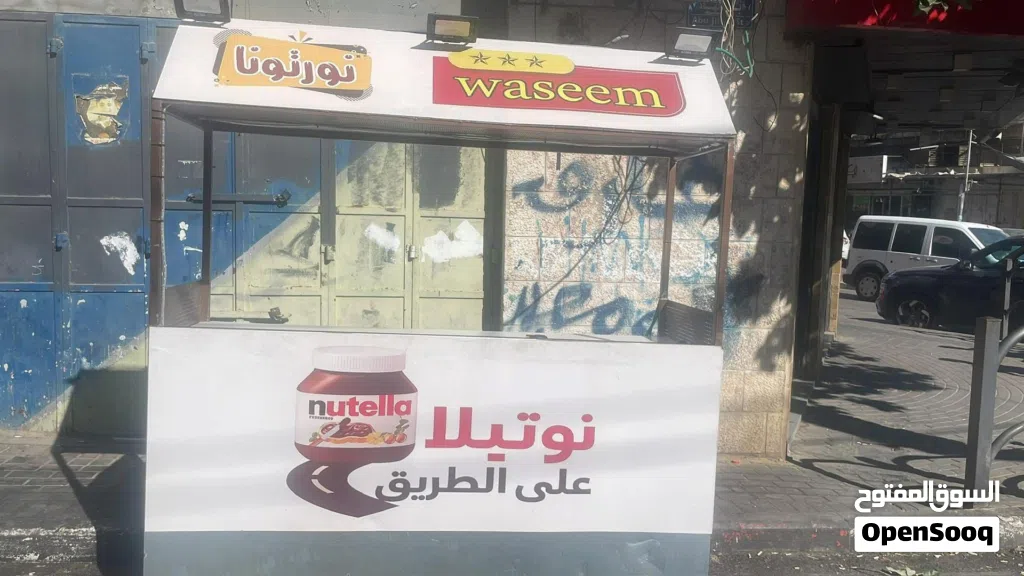 نورتونا
waseem
nutella
نوتيلا
على الطريق
السوق المفتوح
OpenSooq